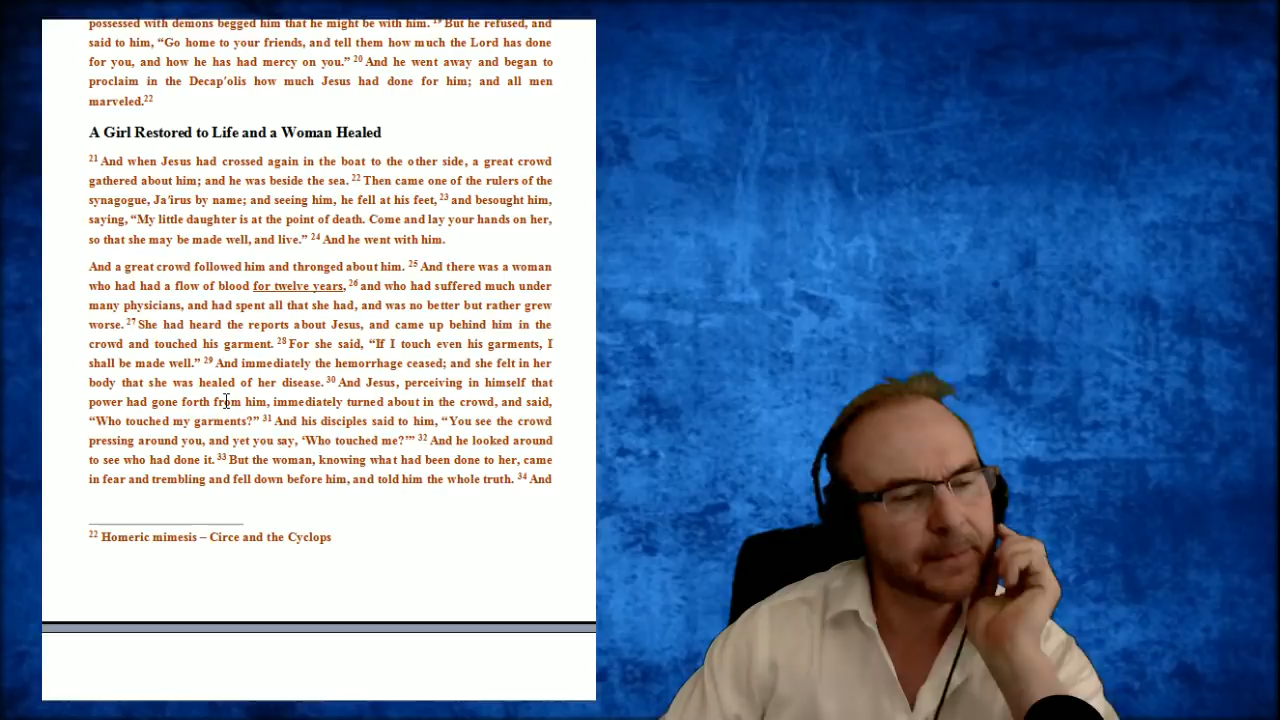 possessed with demons begged him that he might be with him. 19 But he refused, and
said to him, “Go home to your friends, and tell them how much the Lord has done
for you, and how he has had mercy on you.” 20 And he went away and began to
proclaim in the Decap′olis how much Jesus had done for him; and all men
marveled.22
A Girl Restored to Life and a Woman Healed
21 And when Jesus had crossed again in the boat to the other side, a great crowd
gathered about him; and he was beside the sea. 22 Then came one of the rulers of the
synagogue, Ja′irus by name; and seeing him, he fell at his feet, 23 and besought him,
saying, “My little daughter is at the point of death. Come and lay your hands on her,
so that she may be made well, and live.” 24 And he went with him.
And a great crowd followed him and thronged about him. 25 And there was a woman
who had had a flow of blood for twelve years, 26 and who had suffered much under
many physicians, and had spent all that she had, and was no better but rather grew
worse. 27 She had heard the reports about Jesus, and came up behind him in the
crowd and touched his garment. 28 For she said, “If I touch even his garments, I
shall be made well.” 29 And immediately the hemorrhage ceased; and she felt in her
body that she was healed of her disease. 30 And Jesus, perceiving in himself that
power had gone forth from him, immediately turned about in the crowd, and said,
“Who touched my garments?” 31 And his disciples said to him, “You see the crowd
pressing around you, and yet you say, ‘Who touched me?’” 32 And he looked around
to see who had done it. 33 But the woman, knowing what had been done to her, came
in fear and trembling and fell down before him, and told him the whole truth. 34 And
22 Homeric mimesis – Circe and the Cyclops